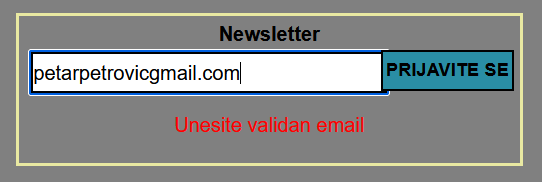 Newsletter
petarpetrovicgmail.com
PRIJAVITE SE
Unesite validan email